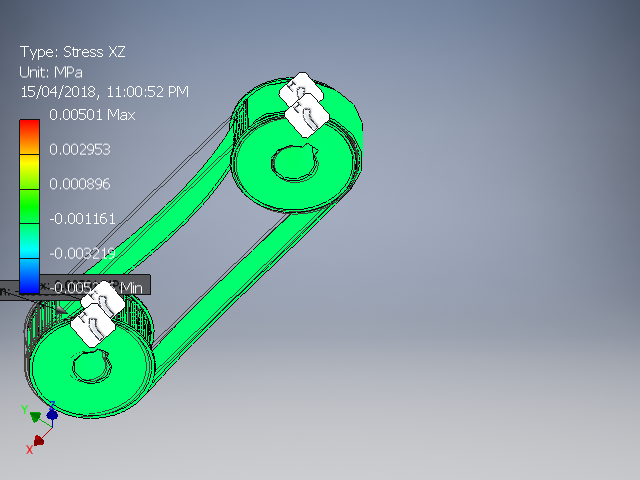 Type: Stress XZ
Unit: MPa
15/04/2018, 11:00:52 PM
0.00501 Max
0.002953
0.000896
-0.001161
-0.003219
Min
Y
Z
X